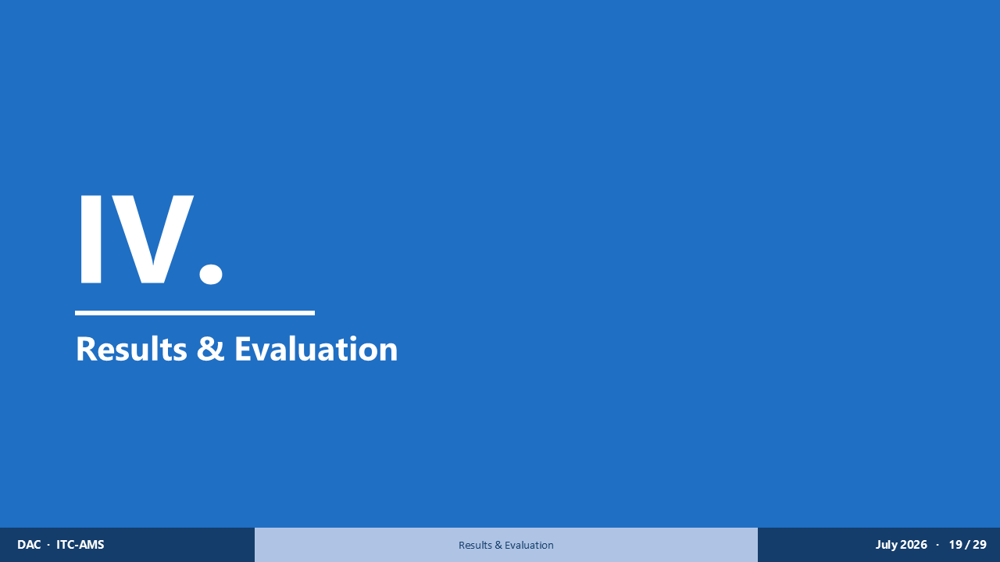 IV.
Results & Evaluation
DAC · ITC-AMS
Results & Evaluation
July 2026 · 19 / 29